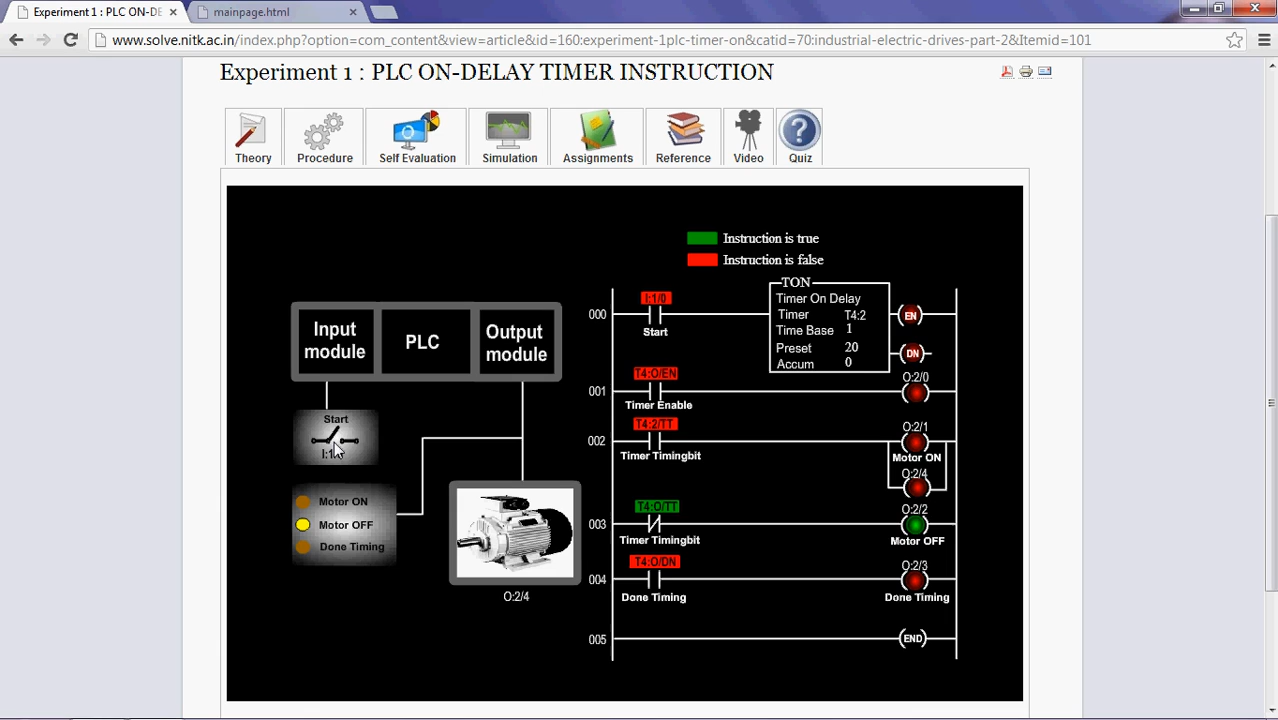 Experiment 1 : PLC ON-DE
mainpage.html
www.solve.nitk.ac.in/index.php?option=com_content&view=article&id=160:experiment-1plc-timer-on&catid=70:industrial-electric-drives-part-2&Itemid=101
Experiment 1 : PLC ON-DELAY TIMER INSTRUCTION
Theory
Procedure
Self Evaluation
Simulation
Assignments
Reference
Video
Quiz
Instruction is true
Instruction is false
Input module
PLC
Output module
Start
Motor ON
Motor OFF
Done Timing
O:2/4
000
I:1/0
Start
TON
Timer On Delay
Timer T4:2
Time Base 1
Preset 20
Accum 0
EN
DN
001
T4:O/EN
Timer Enable
O:2/0
002
T4:2/TT
Timer Timingbit
O:2/1
Motor ON
O:2/4
003
T4:O/TT
Timer Timingbit
O:2/2
Motor OFF
004
T4:O/DN
Done Timing
O:2/3
Done Timing
005
END